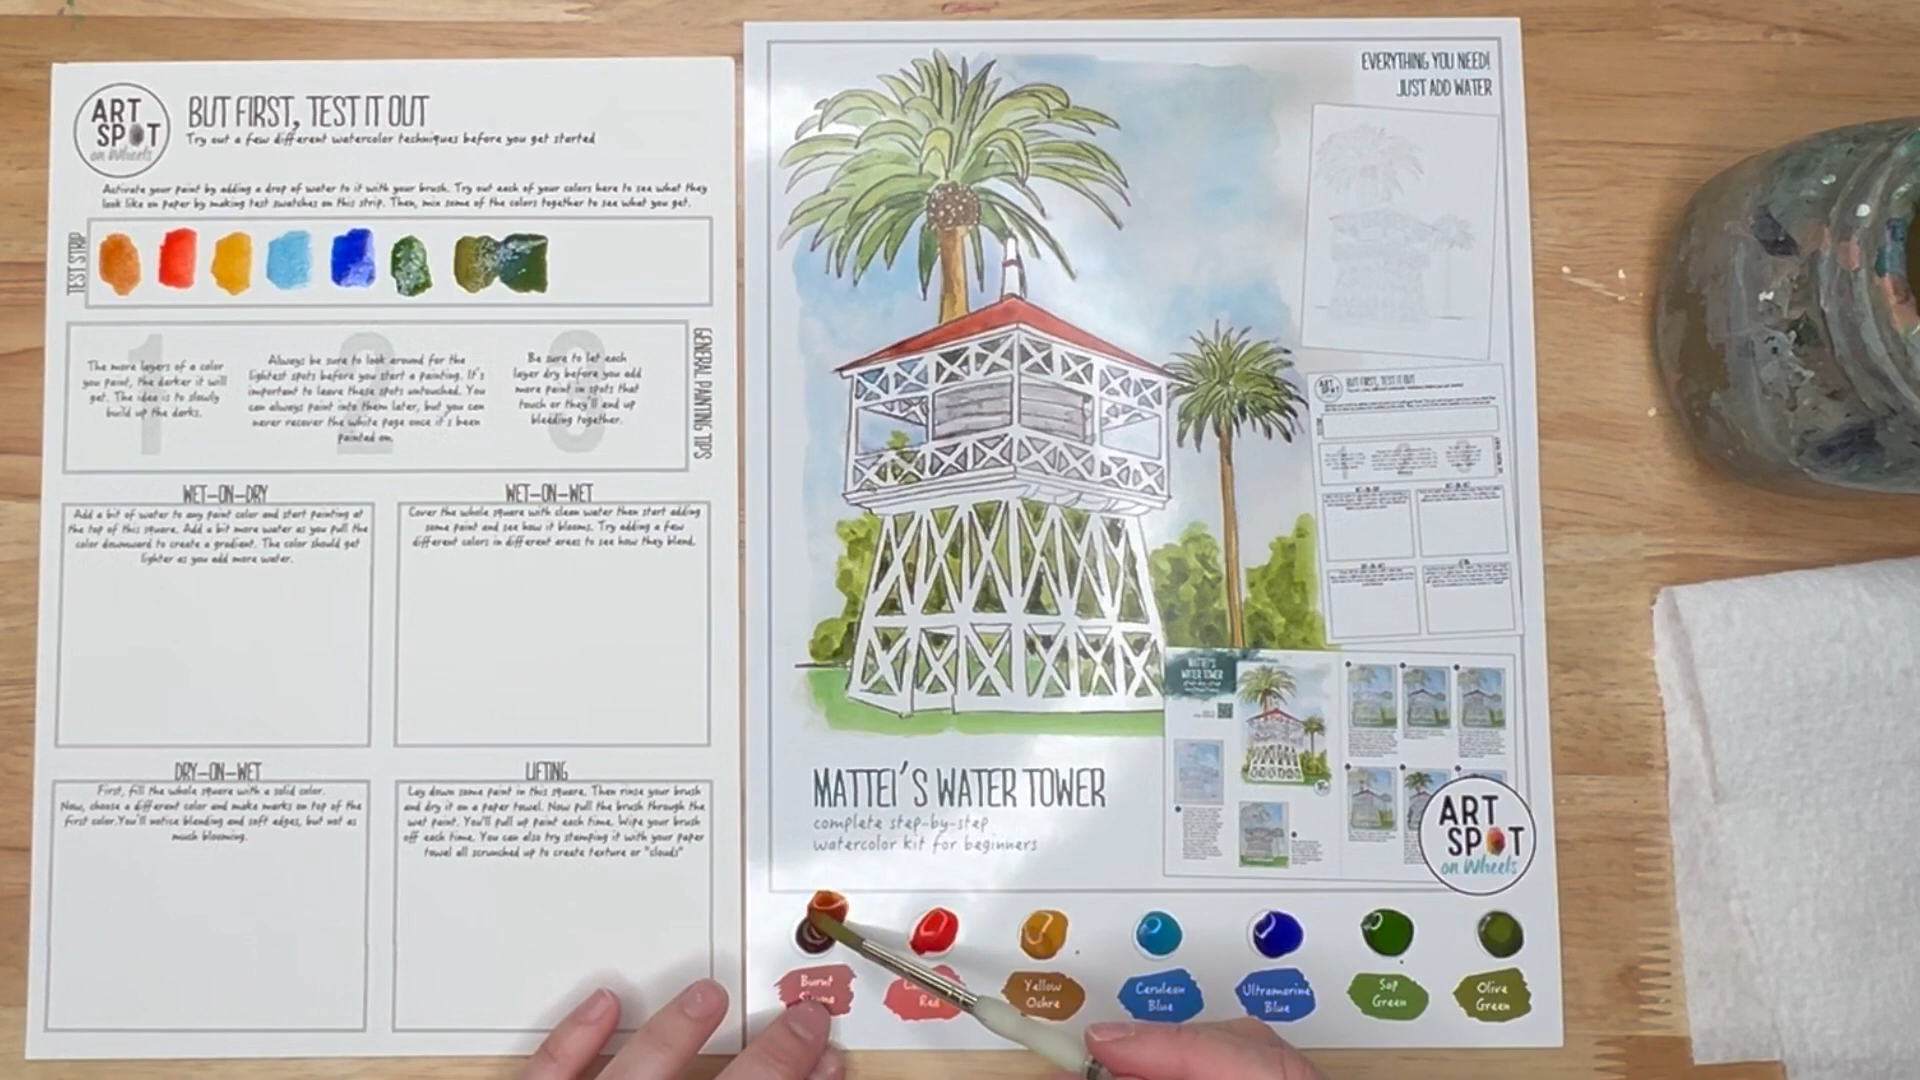 ART
SPOT
on Wheels
BUT FIRST, TEST IT OUT
Try out a few different watercolor techniques before you get started
Activate your paint by adding a drop of water to it with your brush. Try out each of your colors here to see what they
look like on paper by making test swatches on this strip. Then, mix some of the colors together to see what you get.
TEST STRIP
1
The more layers of a color
you paint, the darker it will
get. The idea is to slowly
build up the darks.
2
Always be sure to look around for the
lightest spots before you start a painting. It's
important to leave these spots untouched. You
can always paint into them later, but you can
never recover the white page once it's been
painted on.
3
Be sure to let each
layer dry before you add
more paint in spots that
touch or they'll end up
bleeding together.
GENERAL PAINTING TIPS
WET-ON-DRY
Add a bit of water to any paint color and start painting at
the top of this square. Add a bit more water as you pull the
color downward to create a gradient. The color should get
lighter as you add more water.
WET-ON-WET
Cover the whole square with clean water then start adding
some paint and see how it blooms. Try adding a few
different colors in different areas to see how they blend.
DRY-ON-WET
First, fill the whole square with a solid color.
Now, choose a different color and make marks on top of the
first color. You'll notice blending and soft edges, but not as
much blooming.
LIFTING
Lay down some paint in this square. Then rinse your brush
and dry it on a paper towel. Now pull the brush through the
wet paint. You'll pull up paint each time. Wipe your brush
off each time. You can also try stamping it with your paper
towel all scrunched up to create texture or "clouds"
EVERYTHING YOU NEED!
JUST ADD WATER
ART
SPOT
BUT FIRST, TEST IT OUT
MATTEI'S
WATER TOWER
MATTEI'S WATER TOWER
complete step-by-step
watercolor kit for beginners
ART
SPOT
on Wheels
Burnt
Red
Yellow
Ochre
Cerulean
Blue
Ultramarine
Blue
Sap
Green
Olive
Green